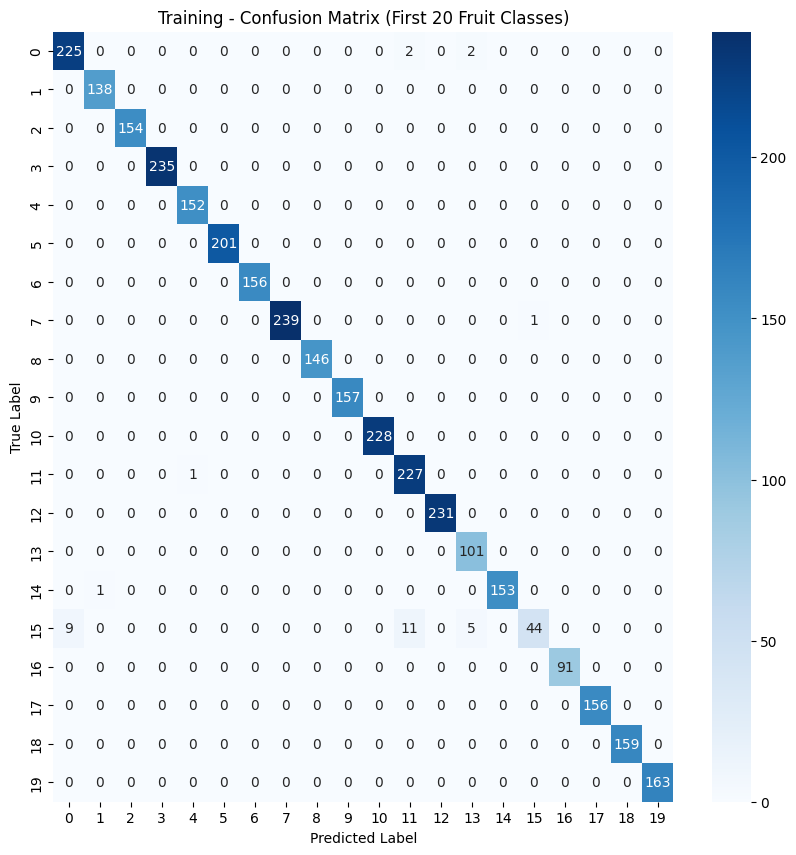 Training - Confusion Matrix (First 20 Fruit Classes)
0 225 0 0 0 0 0 0 0 0 0 0 2 0 2 0 0 0 0 0 0
1 0 138 0 0 0 0 0 0 0 0 0 0 0 0 0 0 0 0 0 0
2 0 0 154 0 0 0 0 0 0 0 0 0 0 0 0 0 0 0 0 0
3 0 0 0 235 0 0 0 0 0 0 0 0 0 0 0 0 0 0 0 0
4 0 0 0 0 152 0 0 0 0 0 0 0 0 0 0 0 0 0 0 0
5 0 0 0 0 0 201 0 0 0 0 0 0 0 0 0 0 0 0 0 0
6 0 0 0 0 0 0 156 0 0 0 0 0 0 0 0 0 0 0 0 0
7 0 0 0 0 0 0 0 239 0 0 0 0 0 0 0 1 0 0 0 0
8 0 0 0 0 0 0 0 0 146 0 0 0 0 0 0 0 0 0 0 0
9 0 0 0 0 0 0 0 0 0 157 0 0 0 0 0 0 0 0 0 0
10 0 0 0 0 0 0 0 0 0 0 228 0 0 0 0 0 0 0 0 0
11 0 0 0 0 1 0 0 0 0 0 0 227 0 0 0 0 0 0 0 0
12 0 0 0 0 0 0 0 0 0 0 0 0 231 0 0 0 0 0 0 0
13 0 0 0 0 0 0 0 0 0 0 0 0 0 101 0 0 0 0 0 0
14 0 1 0 0 0 0 0 0 0 0 0 0 0 0 153 0 0 0 0 0
15 9 0 0 0 0 0 0 0 0 0 0 11 0 5 0 44 0 0 0 0
16 0 0 0 0 0 0 0 0 0 0 0 0 0 0 0 0 91 0 0 0
17 0 0 0 0 0 0 0 0 0 0 0 0 0 0 0 0 0 156 0 0
18 0 0 0 0 0 0 0 0 0 0 0 0 0 0 0 0 0 0 159 0
19 0 0 0 0 0 0 0 0 0 0 0 0 0 0 0 0 0 0 0 163
0 1 2 3 4 5 6 7 8 9 10 11 12 13 14 15 16 17 18 19
Predicted Label
True Label
200
150
100
50
0